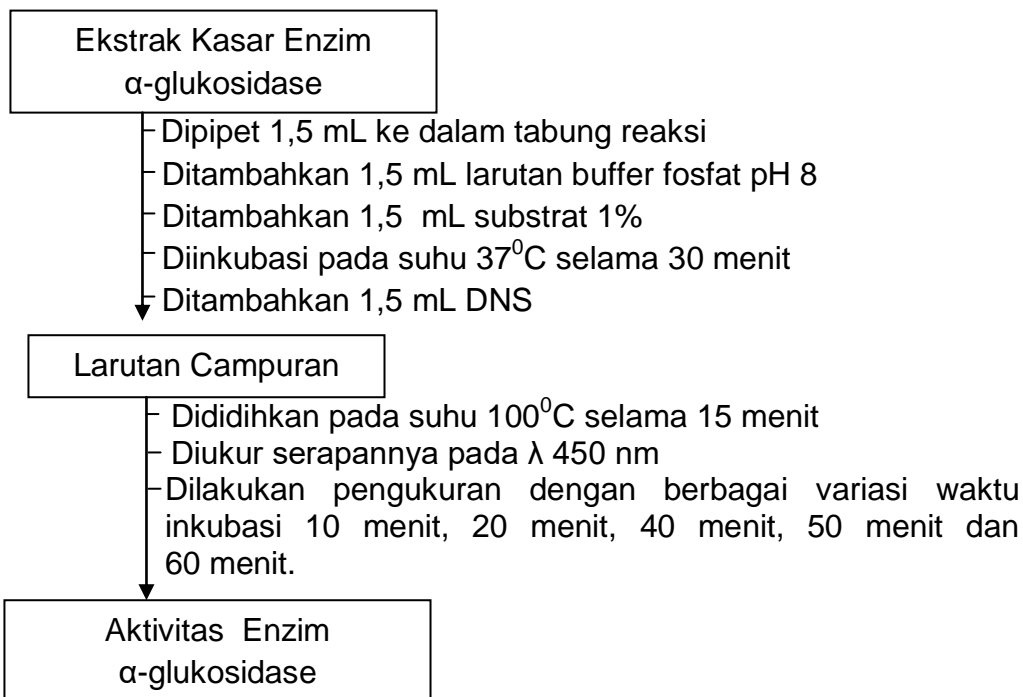 Ekstrak Kasar Enzim
α-glukosidase
Dipipet 1,5 mL ke dalam tabung reaksi
Ditambahkan 1,5 mL larutan buffer fosfat pH 8
Ditambahkan 1,5 mL substrat 1%
Diinkubasi pada suhu 37⁰C selama 30 menit
Ditambahkan 1,5 mL DNS
Larutan Campuran
Dididihkan pada suhu 100⁰C selama 15 menit
Diukur serapannya pada λ 450 nm
Dilakukan pengukuran dengan berbagai variasi waktu
inkubasi 10 menit, 20 menit, 40 menit, 50 menit dan
60 menit.
Aktivitas Enzim
α-glukosidase